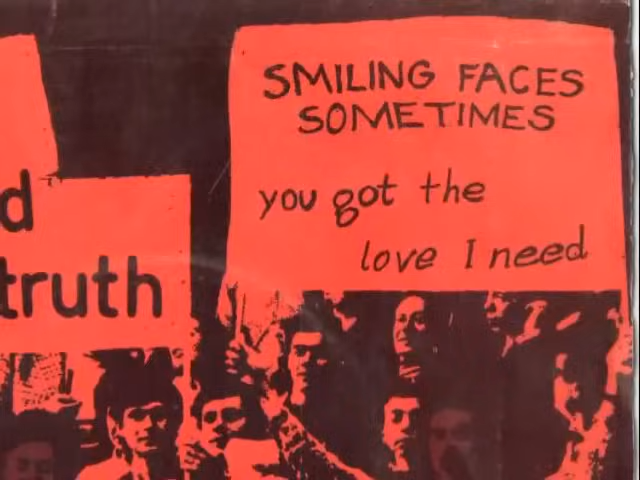 SMILING FACES
SOMETIMES
you got the
love I need
d
truth